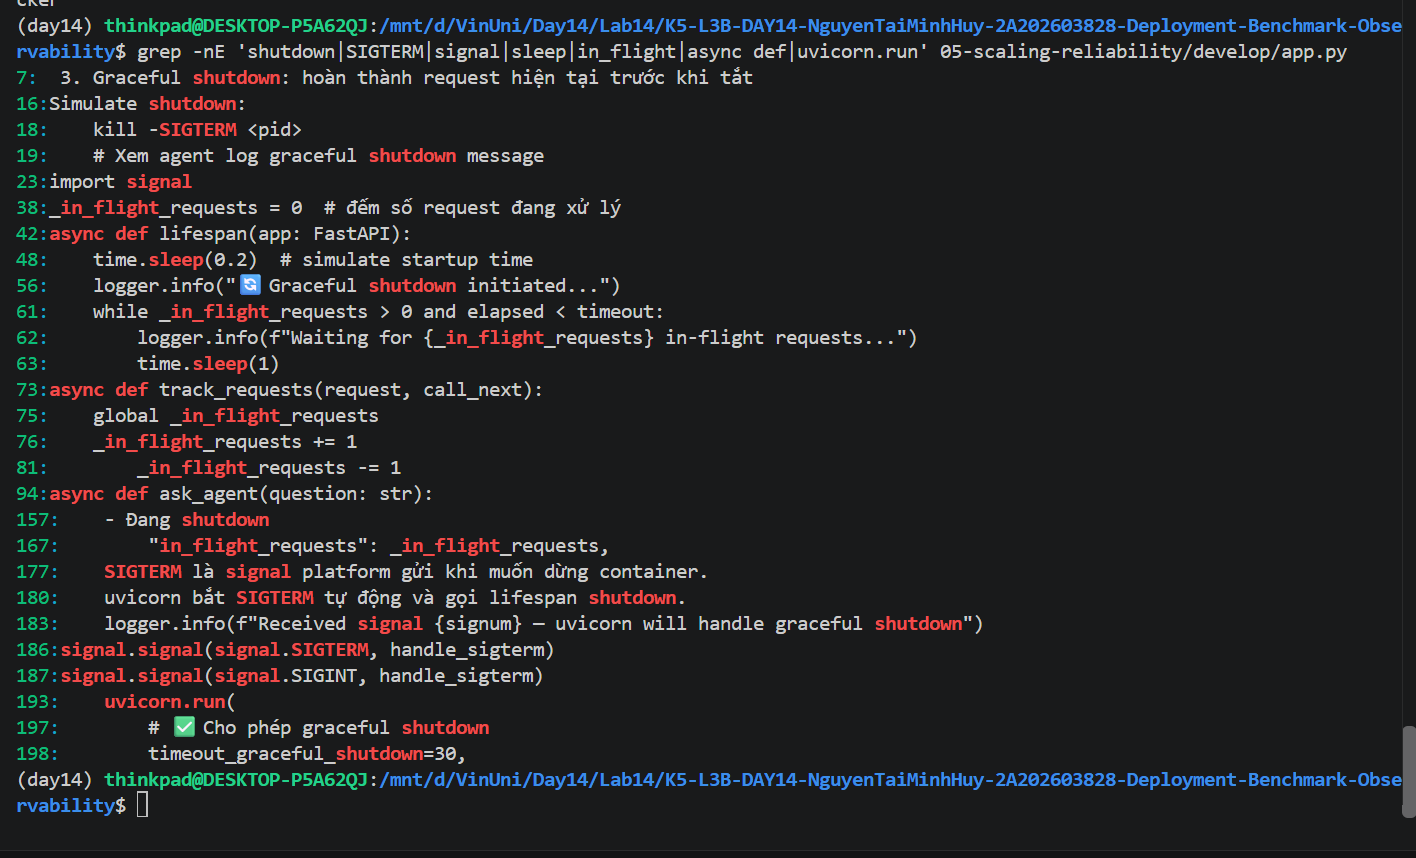 cker
(day14) thinkpad@DESKTOP-P5A62QJ:/mnt/d/VinUni/Day14/Lab14/K5-L3B-DAY14-NguyenTaiMinhHuy-2A202603828-Deployment-Benchmark-Obse
rvability$ grep -nE 'shutdown|SIGTERM|signal|sleep|in_flight|async def|uvicorn.run' 05-scaling-reliability/develop/app.py
7:  3. Graceful shutdown: hoàn thành request hiện tại trước khi tắt
16:Simulate shutdown:
18:    kill -SIGTERM <pid>
19:    # Xem agent log graceful shutdown message
23:import signal
38:_in_flight_requests = 0  # đếm số request đang xử lý
42:async def lifespan(app: FastAPI):
48:    time.sleep(0.2)  # simulate startup time
56:    logger.info("🔄 Graceful shutdown initiated...")
61:    while _in_flight_requests > 0 and elapsed < timeout:
62:        logger.info(f"Waiting for {_in_flight_requests} in-flight requests...")
63:        time.sleep(1)
73:async def track_requests(request, call_next):
75:    global _in_flight_requests
76:    _in_flight_requests += 1
81:        _in_flight_requests -= 1
94:async def ask_agent(question: str):
157:    - Đang shutdown
167:        "in_flight_requests": _in_flight_requests,
177:    SIGTERM là signal platform gửi khi muốn dừng container.
180:    uvicorn bắt SIGTERM tự động và gọi lifespan shutdown.
183:    logger.info(f"Received signal {signum} — uvicorn will handle graceful shutdown")
186:signal.signal(signal.SIGTERM, handle_sigterm)
187:signal.signal(signal.SIGINT, handle_sigterm)
193:    uvicorn.run(
197:        # ✅ Cho phép graceful shutdown
198:        timeout_graceful_shutdown=30,
(day14) thinkpad@DESKTOP-P5A62QJ:/mnt/d/VinUni/Day14/Lab14/K5-L3B-DAY14-NguyenTaiMinhHuy-2A202603828-Deployment-Benchmark-Obse
rvability$